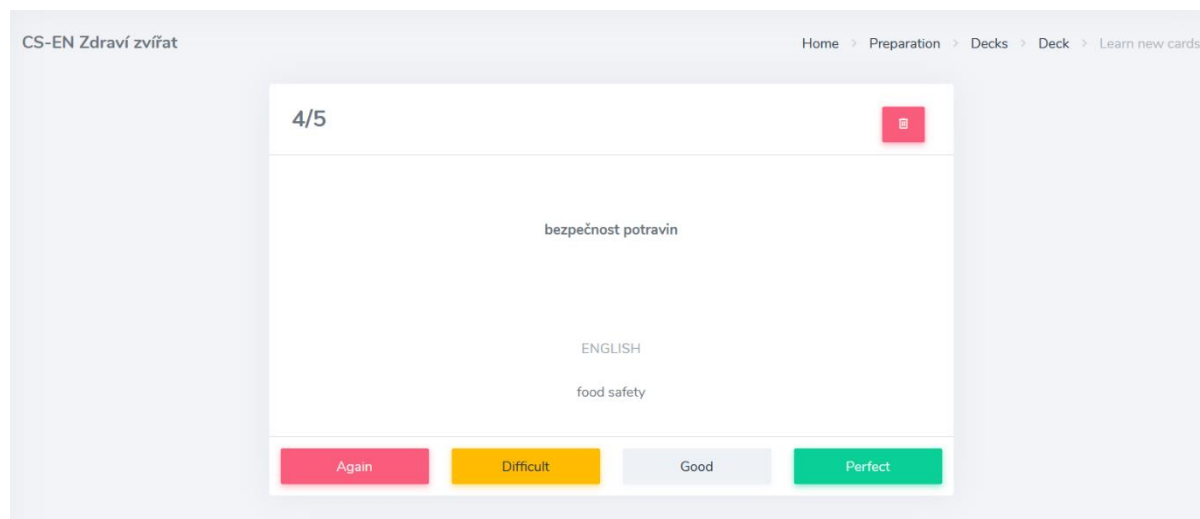 CS-EN Zdraví zvířat
Home > Preparation > Decks > Deck > Learn new cards
4/5
bezpečnost potravin
ENGLISH
food safety
Again Difficult Good Perfect